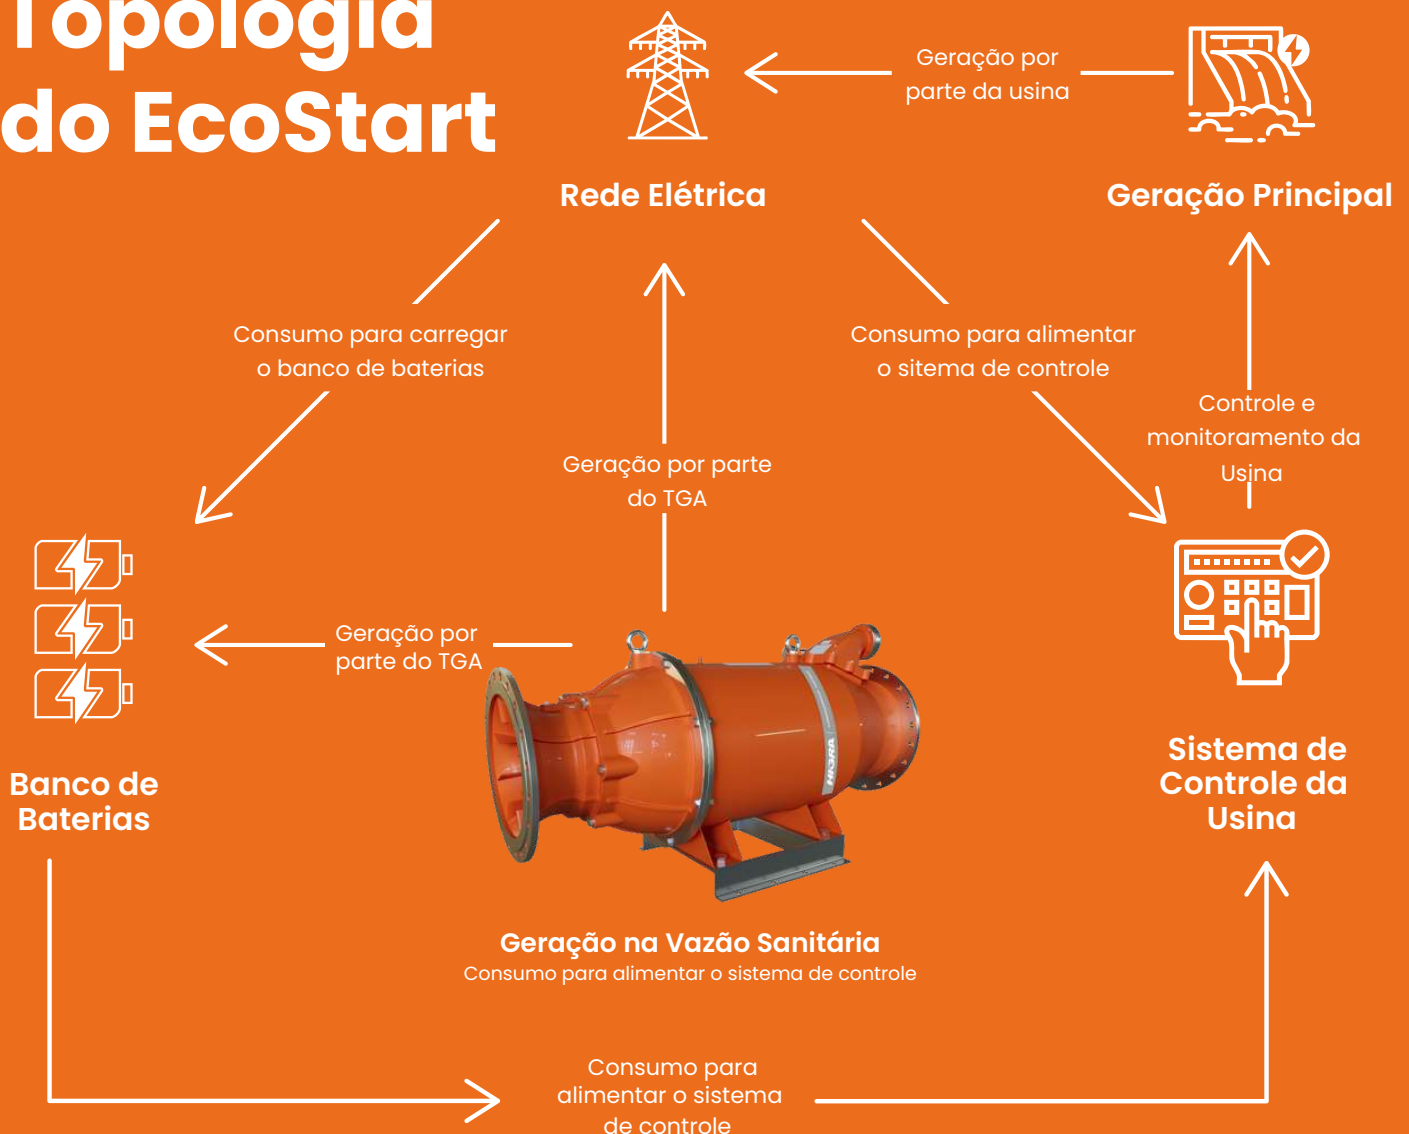 Topologia
do EcoStart
Geração por
parte da usina
Rede Elétrica
Geração Principal
Consumo para carregar
o banco de baterias
Consumo para alimentar
o sitema de controle
Controle e
monitoramento da
Usina
Geração por parte
do TGA
Geração por
parte do TGA
HIGRA
Banco de
Baterias
Sistema de
Controle da
Usina
Geração na Vazão Sanitária
Consumo para alimentar o sistema de controle
Consumo para
alimentar o sistema
de controle